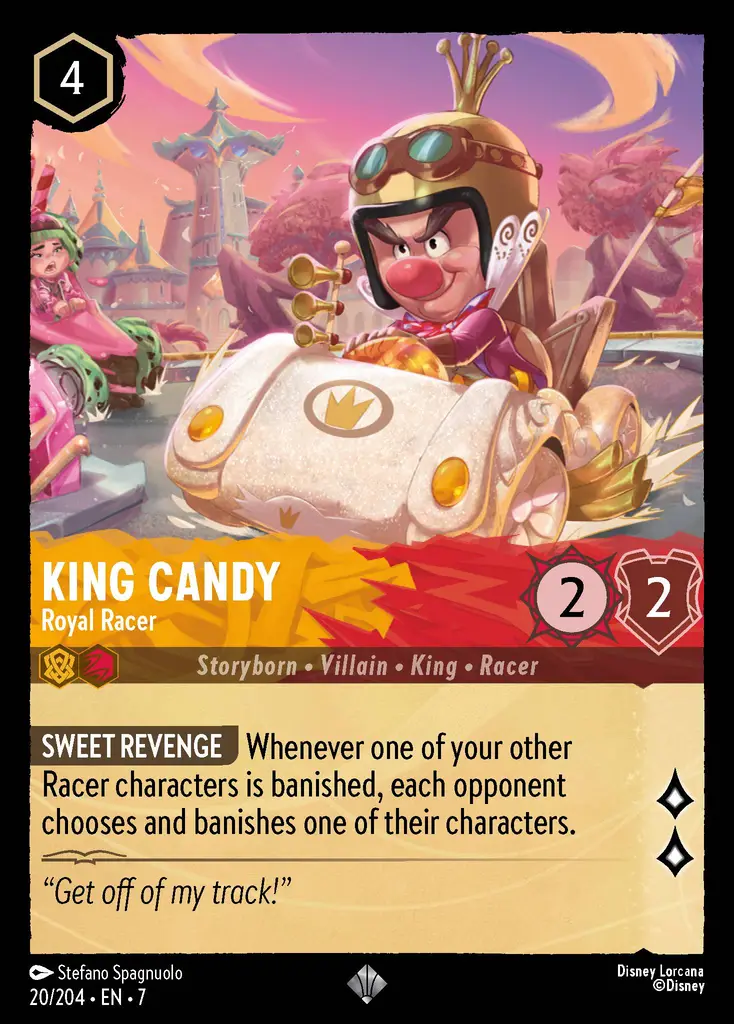 4
KING CANDY
Royal Racer
2
2
Storyborn • Villain • King • Racer
SWEET REVENGE Whenever one of your other
Racer characters is banished, each opponent
chooses and banishes one of their characters.
“Get off of my track!”
Stefano Spagnuolo
20/204 • EN • 7
Disney Lorcana
©Disney